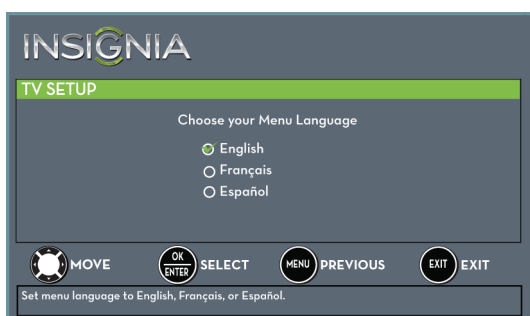 INSIGNIA
TV SETUP
Choose your Menu Language
English
Français
Español
MOVE OK ENTER SELECT MENU PREVIOUS EXIT EXIT
Set menu language to English, Français, or Español.